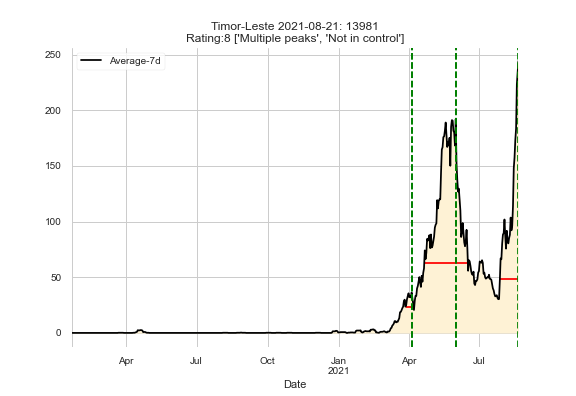 Timor-Leste 2021-08-21: 13981
Rating:8 ['Multiple peaks', 'Not in control']
Average-7d
250
200
150
100
50
0
Apr
Jul
Oct
Jan
2021
Apr
Jul
Date